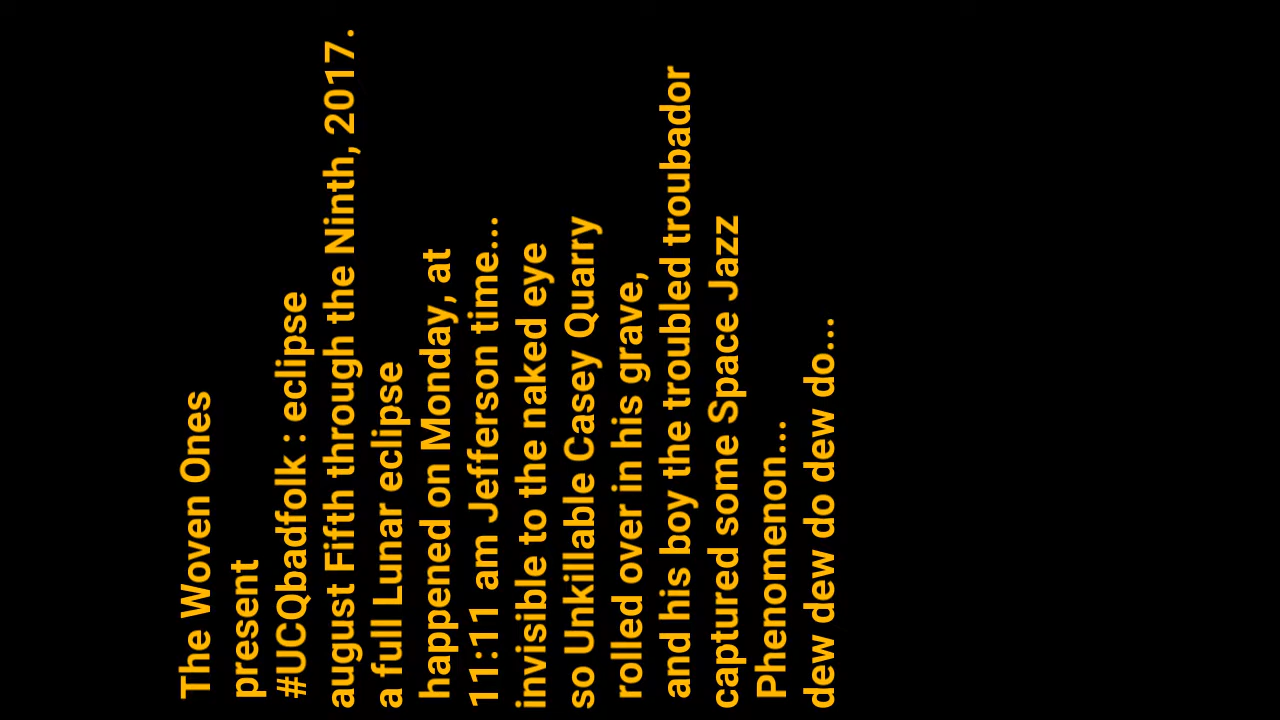 The Woven Ones
present
#UCQbadfolk : eclipse
august Fifth through the Ninth, 2017.
a full Lunar eclipse
happened on Monday, at
11:11 am Jefferson time...
invisible to the naked eye
so Unkillable Casey Quarry
rolled over in his grave,
and his boy the troubled troubador
captured some Space Jazz
Phenomenon...
dew dew do dew do...